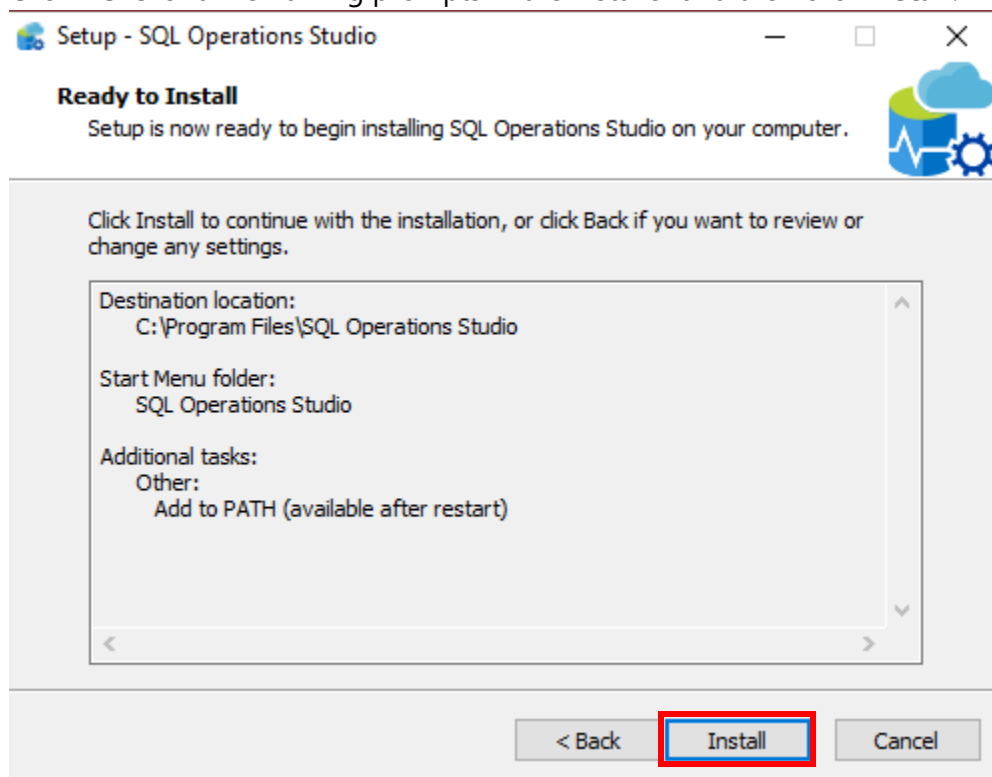 Setup - SQL Operations Studio
Ready to Install
Setup is now ready to begin installing SQL Operations Studio on your computer.
Click Install to continue with the installation, or click Back if you want to review or
change any settings.
Destination location:
C:\Program Files\SQL Operations Studio
Start Menu folder:
SQL Operations Studio
Additional tasks:
Other:
Add to PATH (available after restart)
< Back Install Cancel